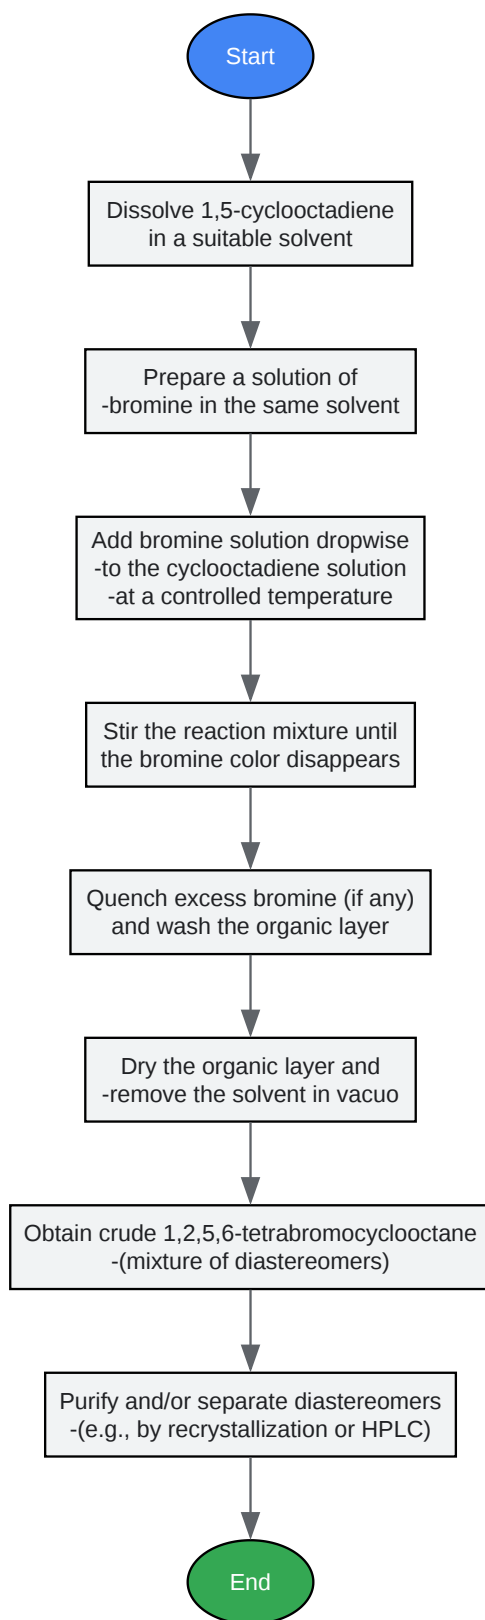 Start
Dissolve 1,5-cyclooctadiene
in a suitable solvent
Prepare a solution of
-bromine in the same solvent
Add bromine solution dropwise
-to the cyclooctadiene solution
-at a controlled temperature
Stir the reaction mixture until
the bromine color disappears
Quench excess bromine (if any)
and wash the organic layer
Dry the organic layer and
-remove the solvent in vacuo
Obtain crude 1,2,5,6-tetrabromocyclooctane
-(mixture of diastereomers)
Purify and/or separate diastereomers
-(e.g., by recrystallization or HPLC)
End